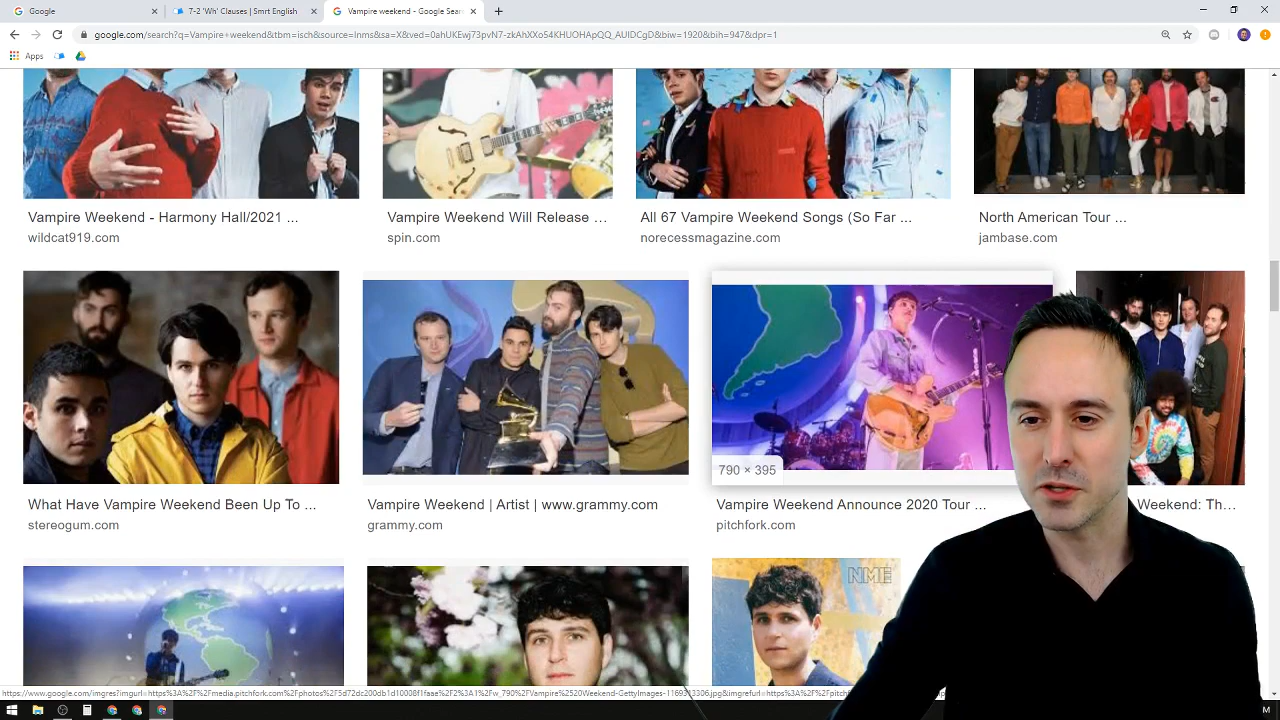 Google
7-2 'Wh' Clauses | Smrt English
Vampire weekend - Google Sear
google.com/search?q=Vampire+weekend&tbm=isch&source=lnms&sa=X&ved=0ahUKEwj73pvN7-zkAhXXoS4KHUOHApQQ_AUIDCgD&biw=1920&bih=947&dpr=1
Apps
Vampire Weekend - Harmony Hall/2021 ...
wildcat919.com
Vampire Weekend Will Release ...
spin.com
All 67 Vampire Weekend Songs (So Far ...
norecessmagazine.com
North American Tour ...
jambase.com
790 × 395
What Have Vampire Weekend Been Up To ...
stereogum.com
Vampire Weekend | Artist | www.grammy.com
grammy.com
Vampire Weekend Announce 2020 Tour ...
pitchfork.com
Weekend: Th...
NME
M